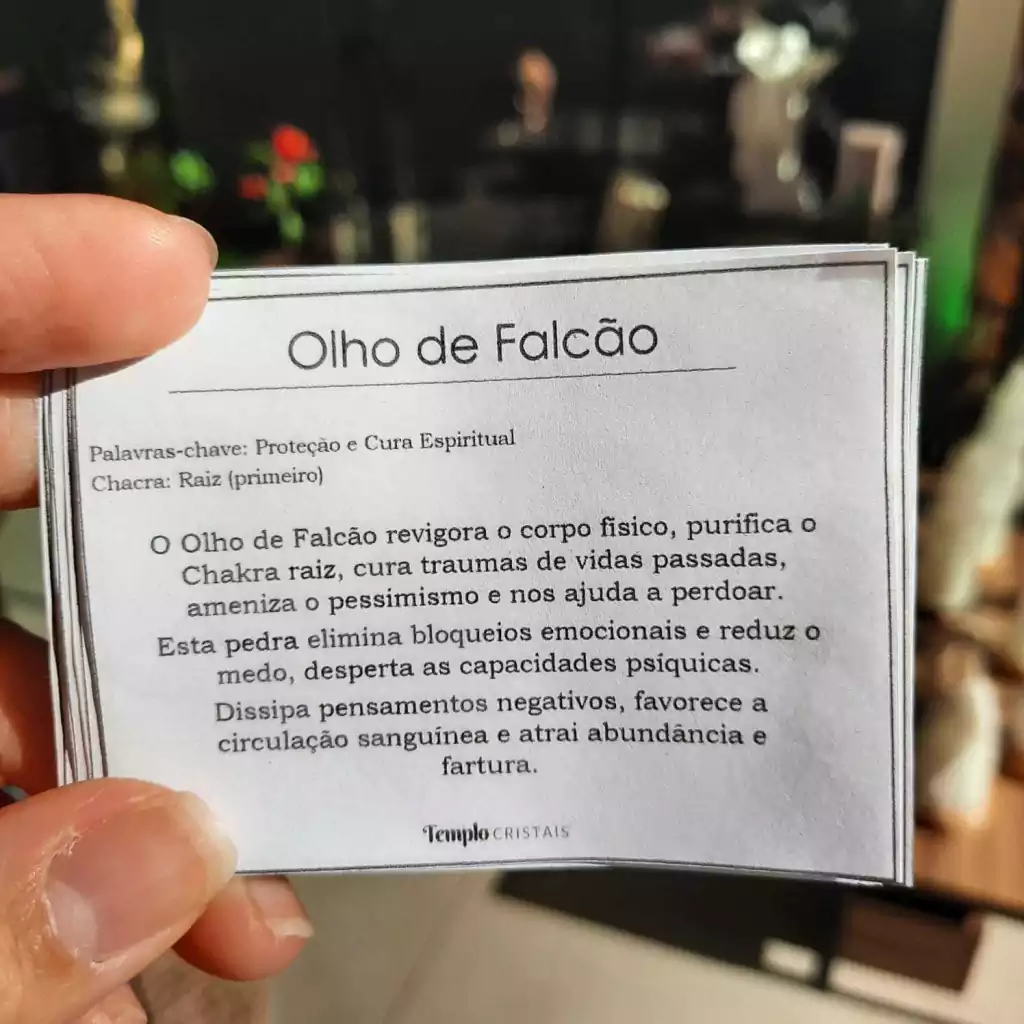 Olho de Falcão
Palavras-chave: Proteção e Cura Espiritual
Chacra: Raiz (primeiro)
O Olho de Falcão revigora o corpo físico, purifica o
Chakra raiz, cura traumas de vidas passadas,
ameniza o pessimismo e nos ajuda a perdoar.
Esta pedra elimina bloqueios emocionais e reduz o
medo, desperta as capacidades psíquicas.
Dissipa pensamentos negativos, favorece a
circulação sanguínea e atrai abundância e
fartura.
Templo CRISTAIS